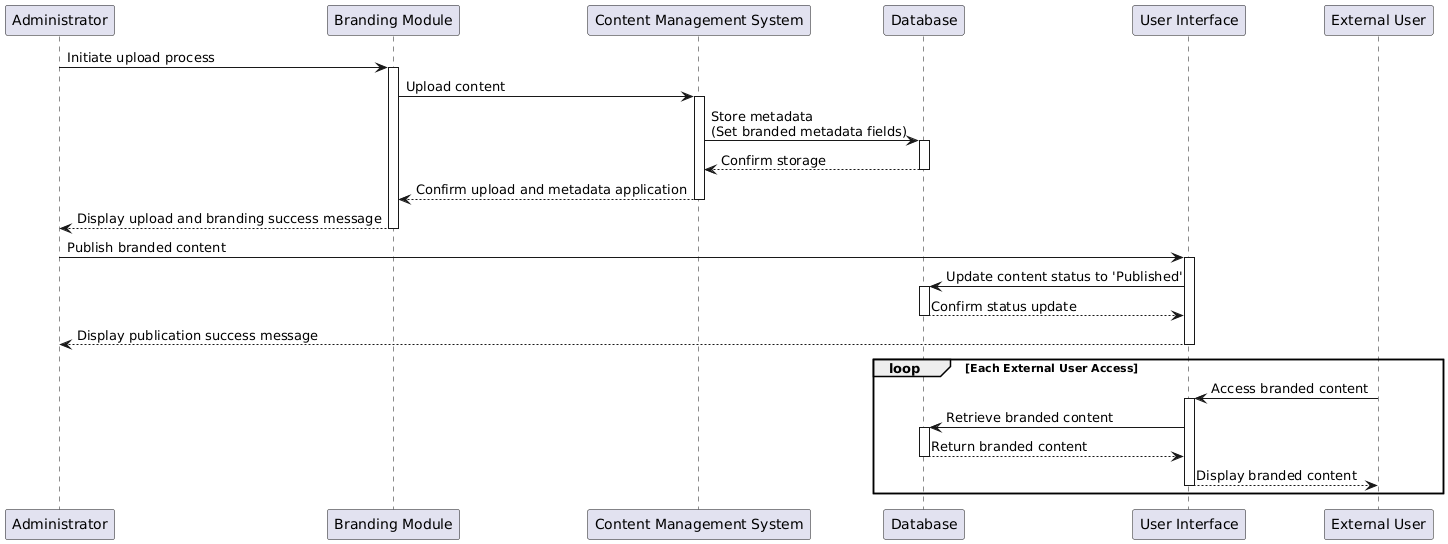 Administrator
Branding Module
Content Management System
Database
User Interface
External User
Initiate upload process
Upload content
Store metadata
(Set branded metadata fields)
Confirm storage
Confirm upload and metadata application
Display upload and branding success message
Publish branded content
Update content status to 'Published'
Confirm status update
Display publication success message
loop
[Each External User Access]
Access branded content
Retrieve branded content
Return branded content
Display branded content
Administrator
Branding Module
Content Management System
Database
User Interface
External User